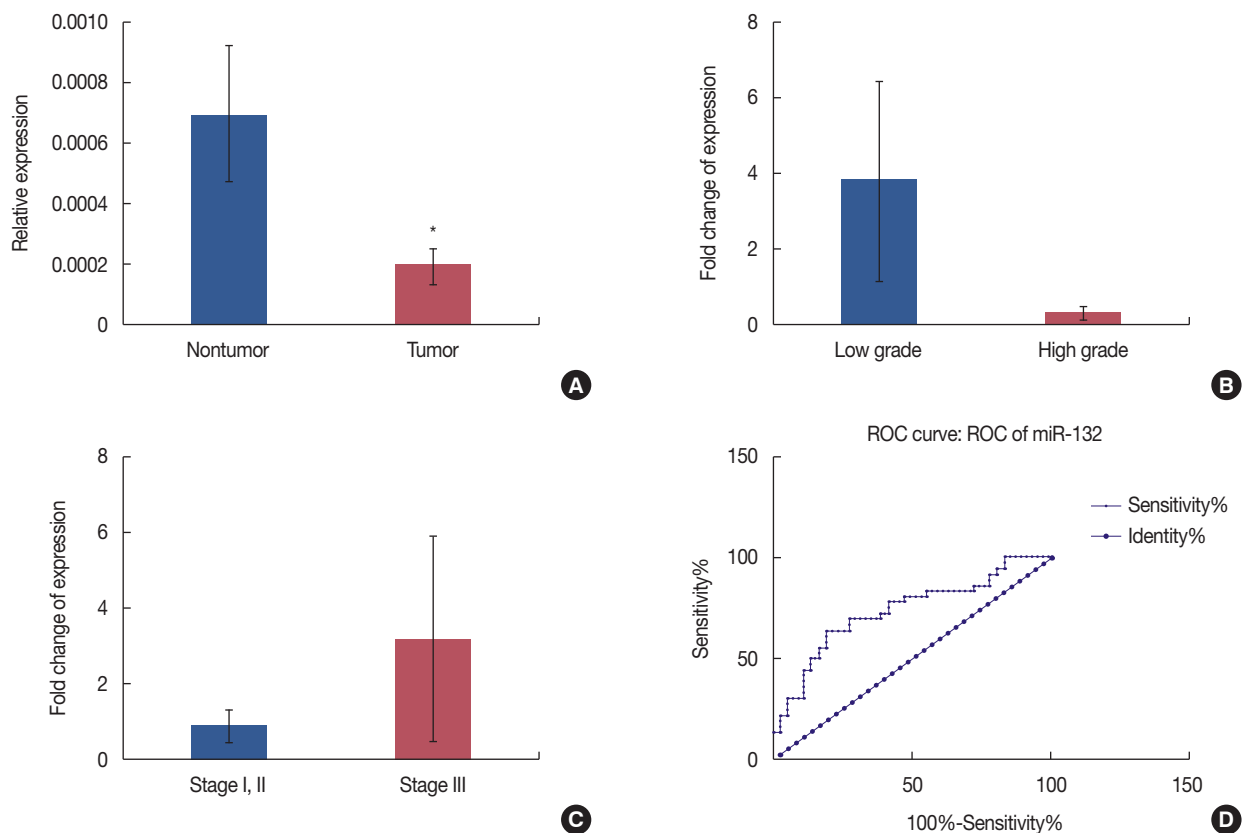 0.0010
0.0008
0.0006
0.0004
0.0002
0
Relative expression
*
Nontumor Tumor
A
8
6
4
2
0
Fold change of expression
Low grade High grade
B
8
6
4
2
0
Fold change of expression
Stage I, II Stage III
C
ROC curve: ROC of miR-132
150
100
50
0
Sensitivity%
Sensitivity%
Identity%
50 100 150
100%-Sensitivity%
D